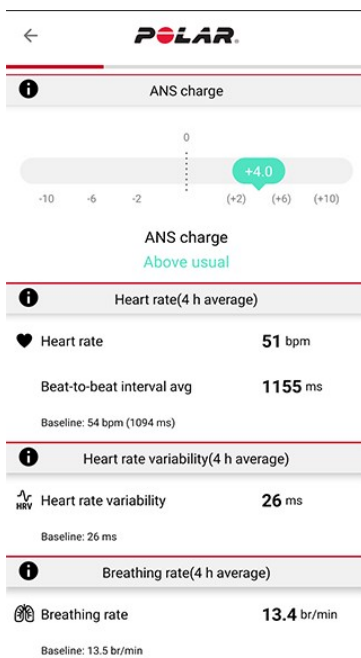 POLAR.
ANS charge
0
+4.0
-10 -6 -2 (+2) (+6) (+10)
ANS charge
Above usual
Heart rate(4 h average)
Heart rate 51 bpm
Beat-to-beat interval avg 1155 ms
Baseline: 54 bpm (1094 ms)
Heart rate variability(4 h average)
HRV Heart rate variability 26 ms
Baseline: 26 ms
Breathing rate(4 h average)
Breathing rate 13.4 br/min
Baseline: 13.5 br/min